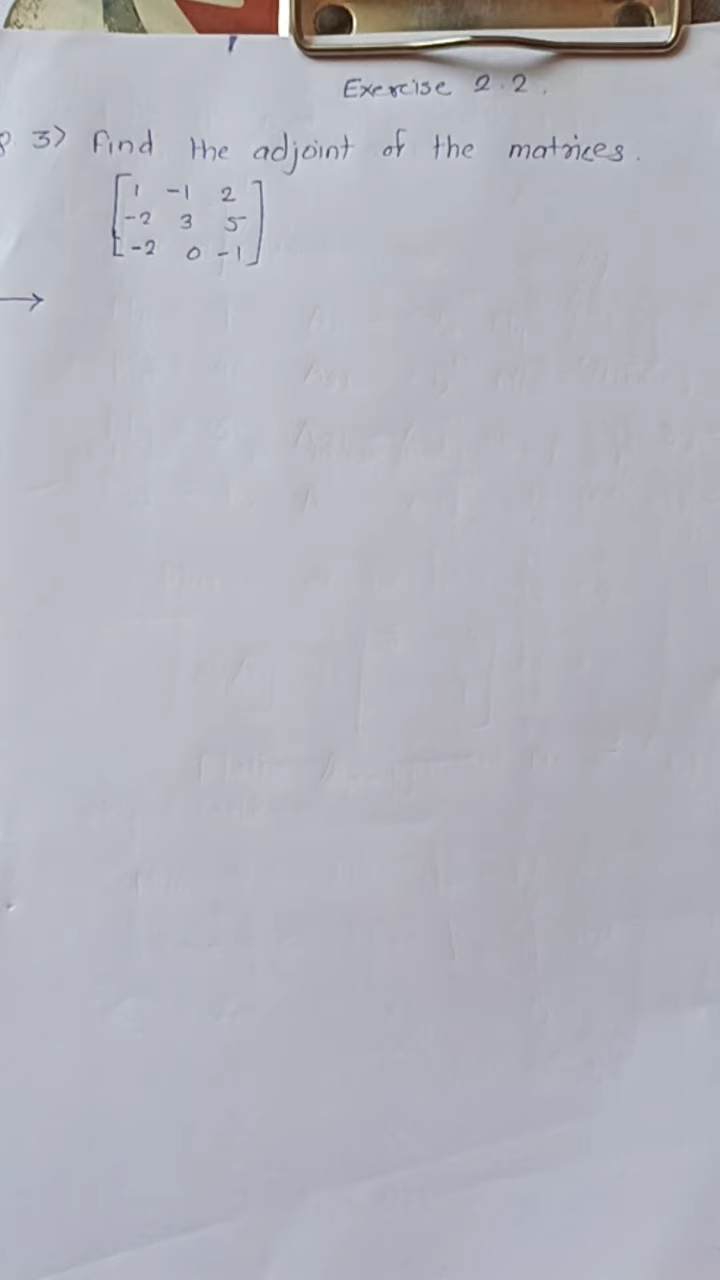 Exercise 2.2.
3) Find the adjoint of the matrices.
1 -1 2
-2 3 5
-2 0 -1
→